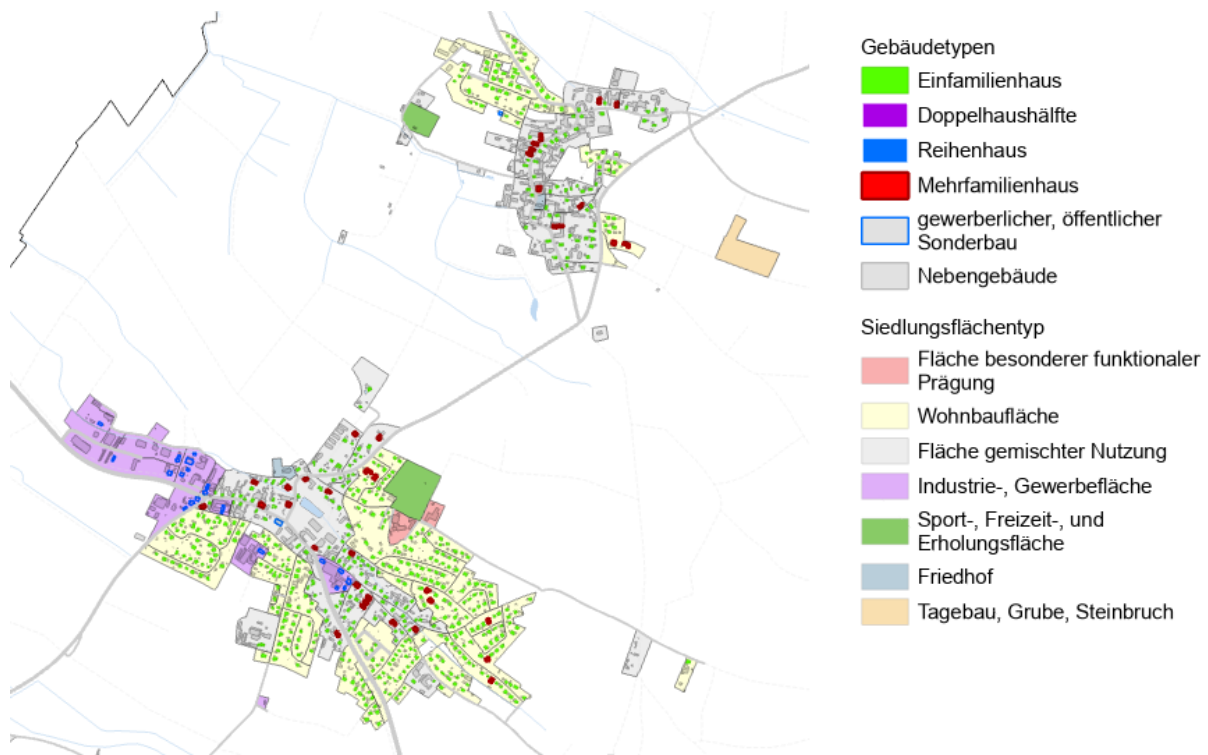 Gebäudetypen
Einfamilienhaus
Doppelhaushälfte
Reihenhaus
Mehrfamilienhaus
gewerberlicher, öffentlicher
Sonderbau
Nebengebäude
Siedlungsflächentyp
Fläche besonderer funktionaler
Prägung
Wohnbaufläche
Fläche gemischter Nutzung
Industrie-, Gewerbefläche
Sport-, Freizeit-, und
Erholungsfläche
Friedhof
Tagebau, Grube, Steinbruch